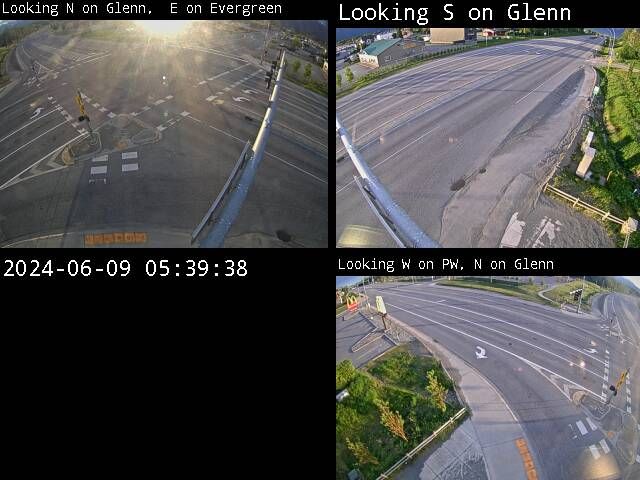 Looking N on Glenn,  E on Evergreen
Looking S on Glenn
2024-06-09 05:39:38
Looking W on PW, N on Glenn